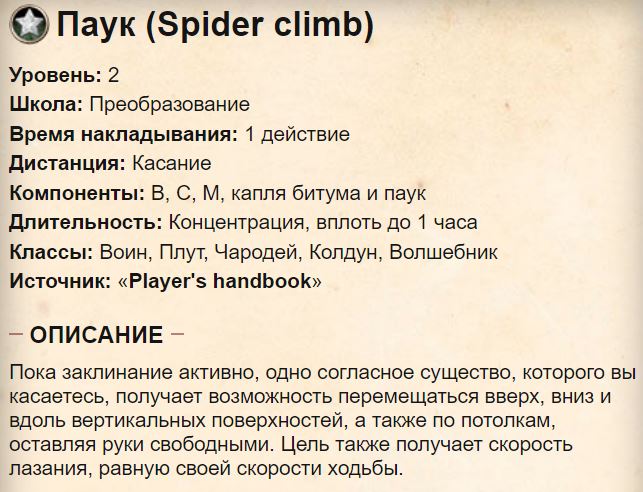 Паук (Spider climb)
Уровень: 2
Школа: Преобразование
Время накладывания: 1 действие
Дистанция: Касание
Компоненты: В, С, М, капля битума и паук
Длительность: Концентрация, вплоть до 1 часа
Классы: Воин, Плут, Чародей, Колдун, Волшебник
Источник: «Player's handbook»
ОПИСАНИЕ
Пока заклинание активно, одно согласное существо, которого вы
касаетесь, получает возможность перемещаться вверх, вниз и
вдоль вертикальных поверхностей, а также по потолкам,
оставляя руки свободными. Цель также получает скорость
лазания, равную своей скорости ходьбы.